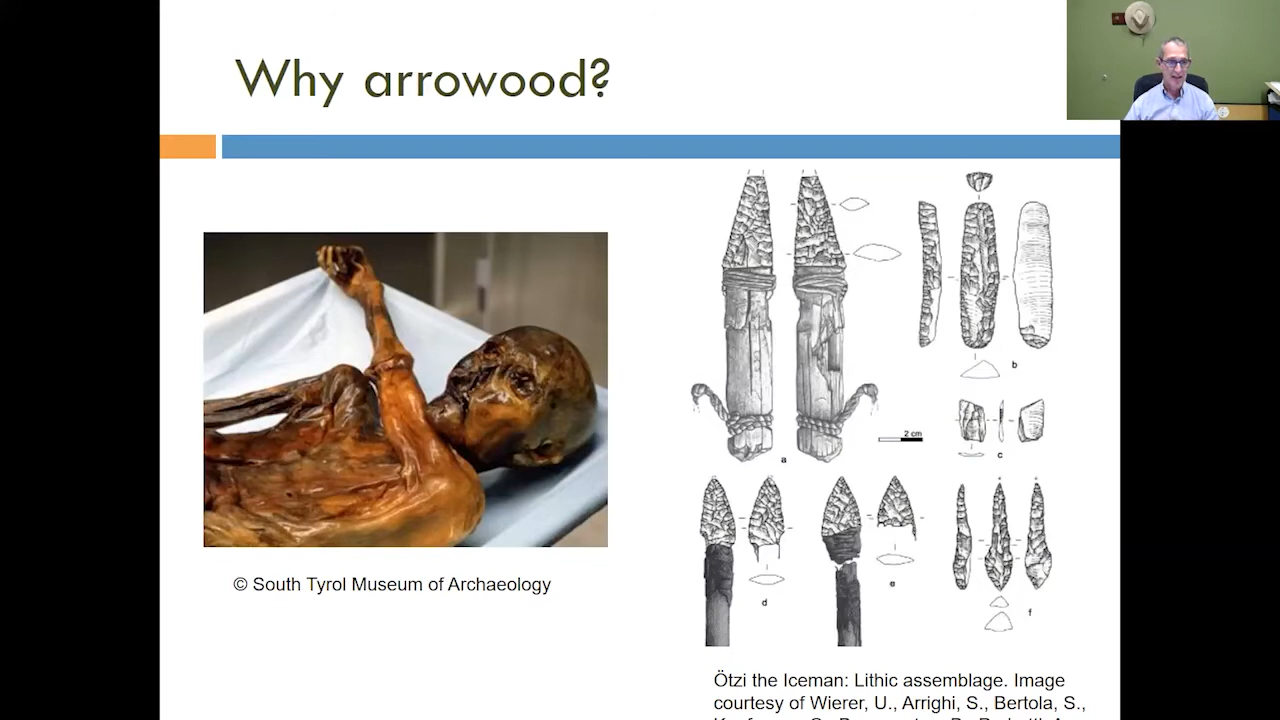 Why arrowood?
2 cm
a
b
c
d
e
f
© South Tyrol Museum of Archaeology
Ötzi the Iceman: Lithic assemblage. Image
courtesy of Wierer, U., Arrighi, S., Bertola, S.,